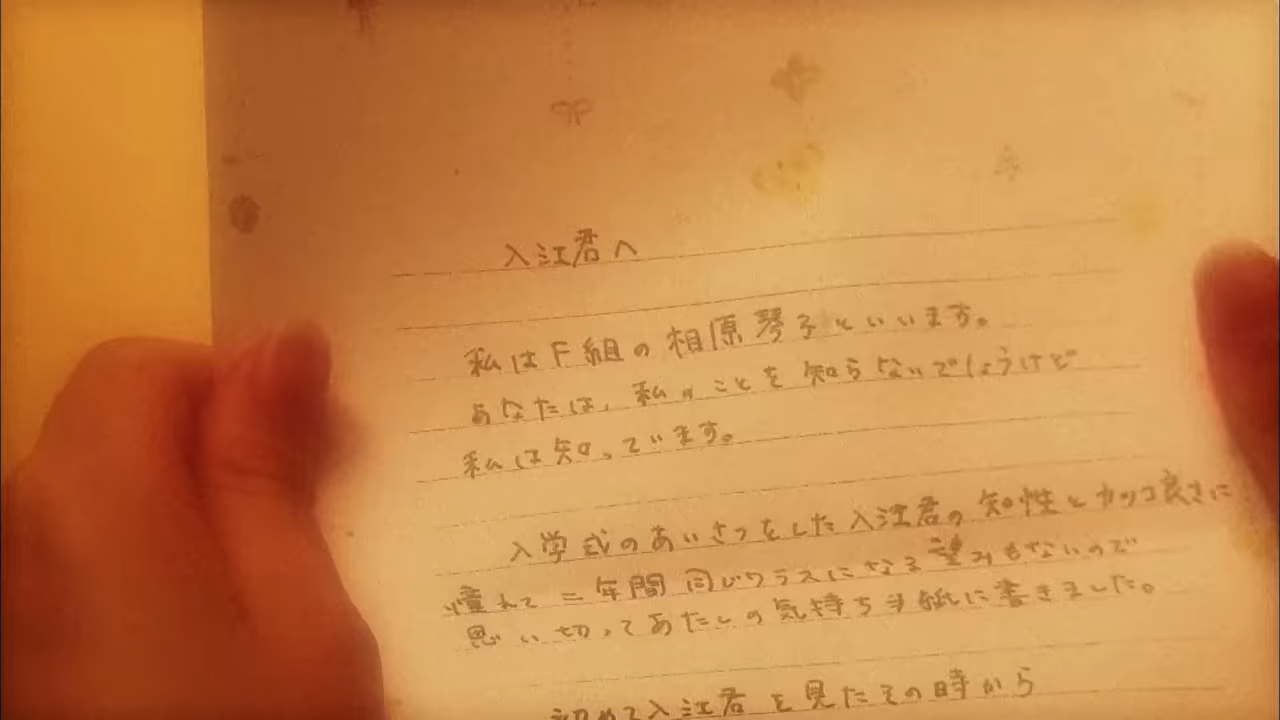 入江君へ
私はF組の相原琴子といいます。
あなたは、私のことを知らないでしょうけど
私は知っています。
入学式のあいさつをした入江君の知性とカッコ良さに
憧れて二年間同じクラスになる望みもないので
思い切ってあたしの気持ち手紙に書きました。
初めて入江君を見たその時から